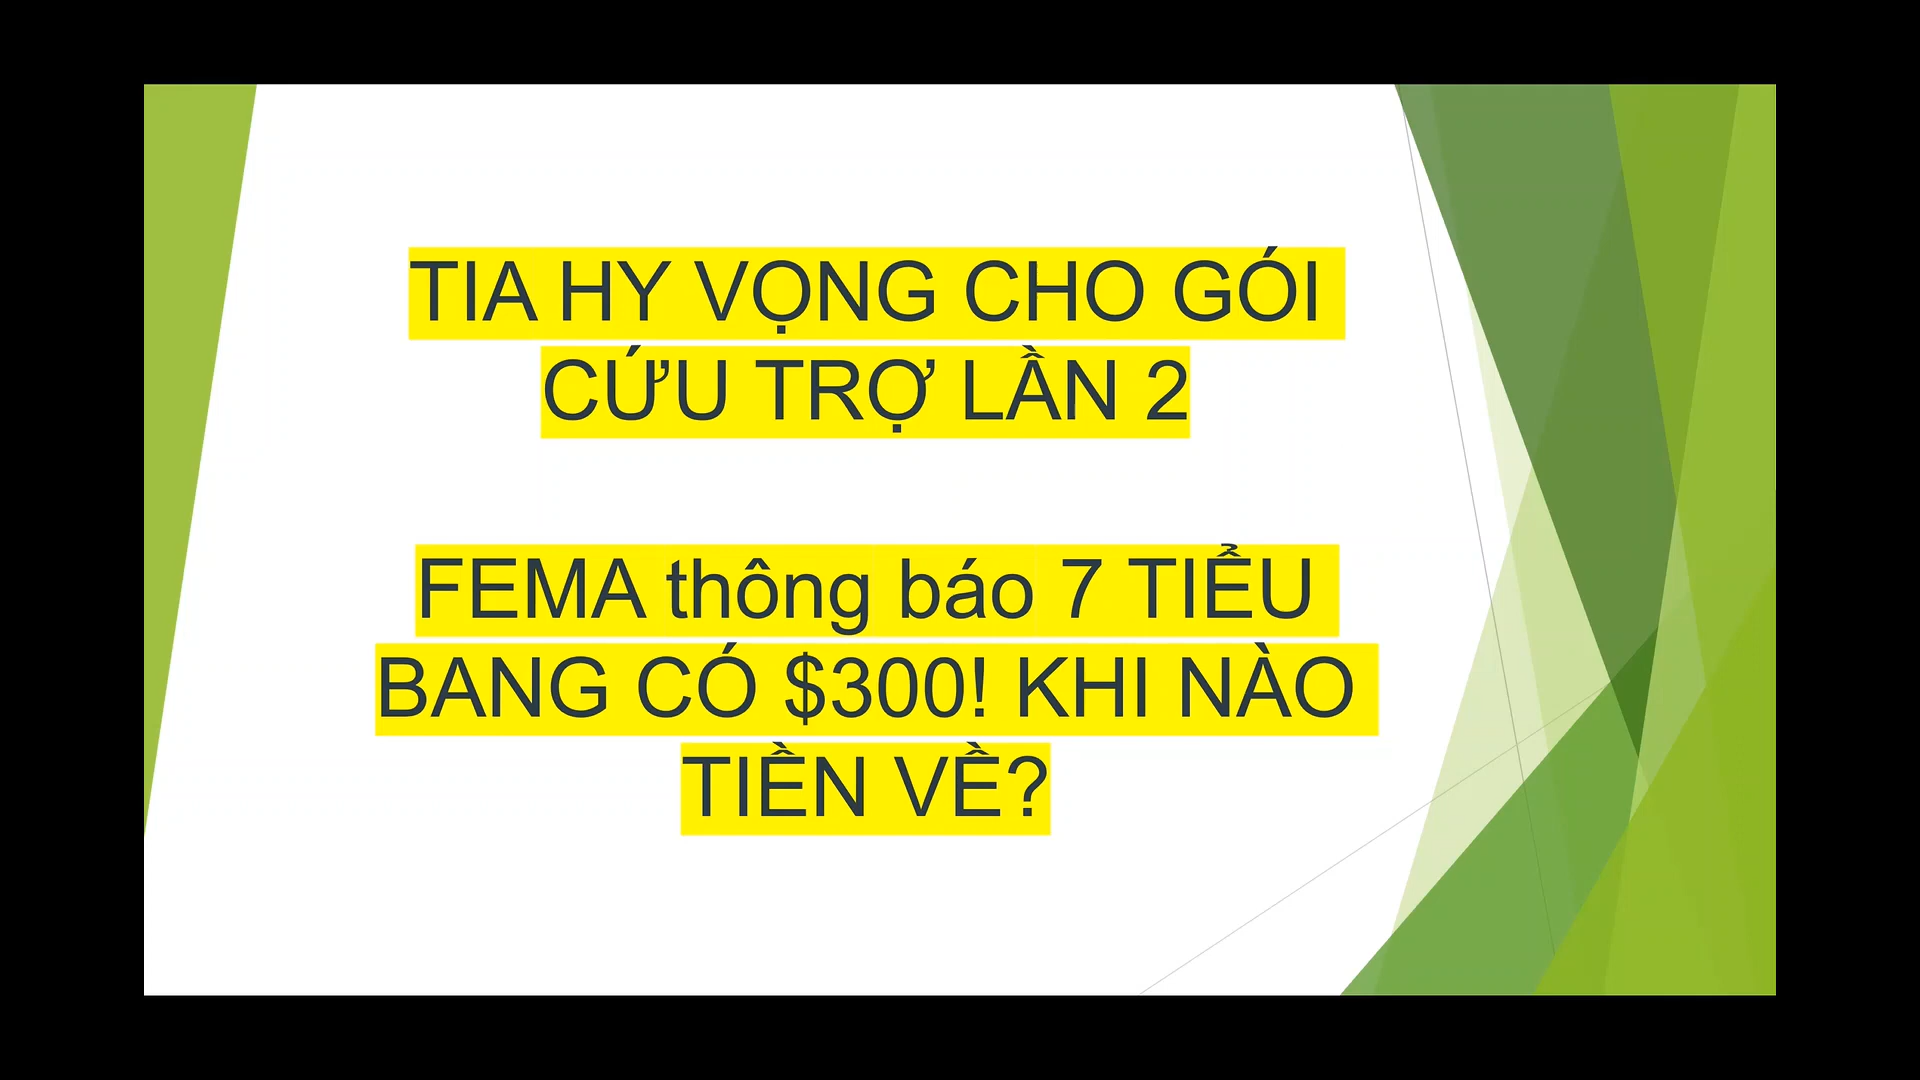 TIA HY VỌNG CHO GÓI
CỨU TRỢ LẦN 2
FEMA thông báo 7 TIỂU
BANG CÓ $300! KHI NÀO
TIỀN VỀ?